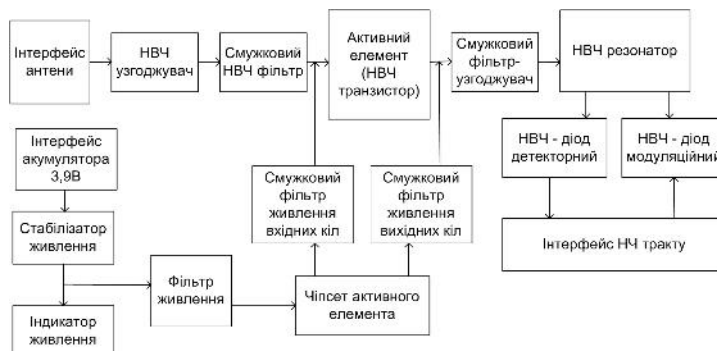 Інтерфейс
антени
НВЧ
узгоджувач
Смужковий
НВЧ фільтр
Активний
елемент
(НВЧ
транзистор)
Смужковий
фільтр-
узгоджувач
НВЧ резонатор
НВЧ - діод
детекторний
НВЧ - діод
модуляційний
Інтерфейс НЧ тракту
Інтерфейс
акумулятора
3,9В
Стабілізатор
живлення
Індикатор
живлення
Фільтр
живлення
Смужковий
фільтр
живлення
вхідних кіл
Смужковий
фільтр
живлення
вихідних кіл
Чіпсет активного
елемента